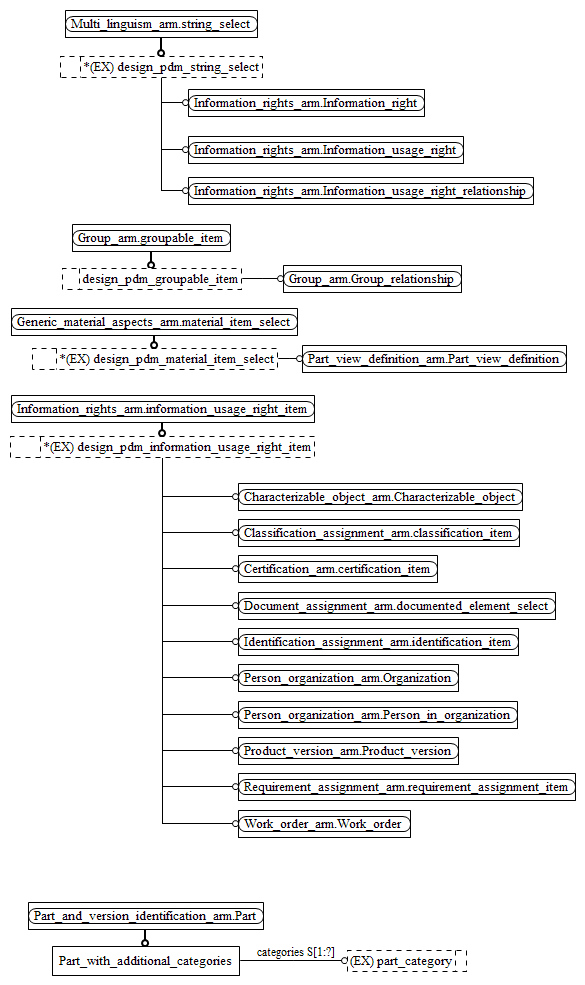 Multi_linguism_arm.string_select
*(EX) design_pdm_string_select
Information_rights_arm.Information_right
Information_rights_arm.Information_usage_right
Information_rights_arm.Information_usage_right_relationship
Group_arm.groupable_item
design_pdm_groupable_item
Group_arm.Group_relationship
Generic_material_aspects_arm.material_item_select
*(EX) design_pdm_material_item_select
Part_view_definition_arm.Part_view_definition
Information_rights_arm.information_usage_right_item
*(EX) design_pdm_information_usage_right_item
Characterizable_object_arm.Characterizable_object
Classification_assignment_arm.classification_item
Certification_arm.certification_item
Document_assignment_arm.documented_element_select
Identification_assignment_arm.identification_item
Person_organization_arm.Organization
Person_organization_arm.Person_in_organization
Product_version_arm.Product_version
Requirement_assignment_arm.requirement_assignment_item
Work_order_arm.Work_order
Part_and_version_identification_arm.Part
Part_with_additional_categories
categories S[1:?]
(EX) part_category